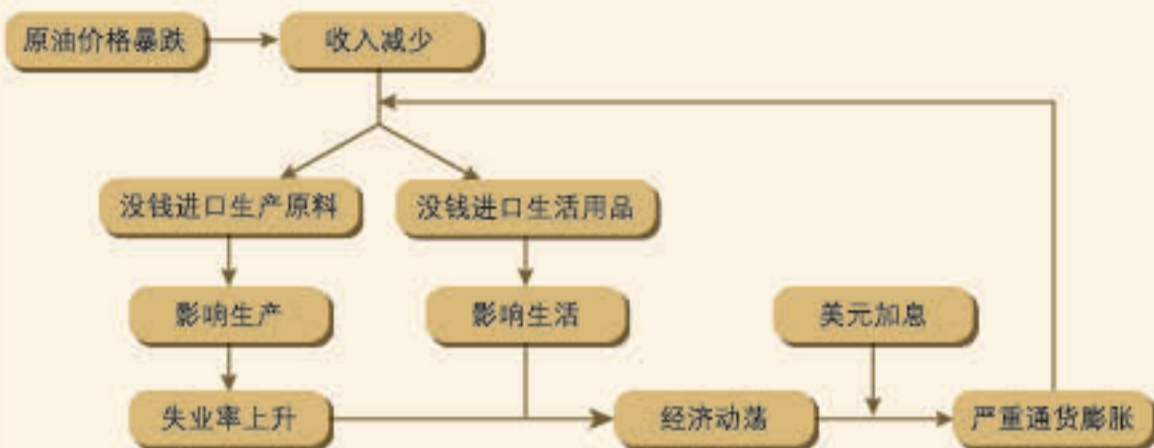 原油价格暴跌
收入减少
没钱进口生产原料
没钱进口生活用品
影响生产
影响生活
美元加息
失业率上升
经济动荡
严重通货膨胀